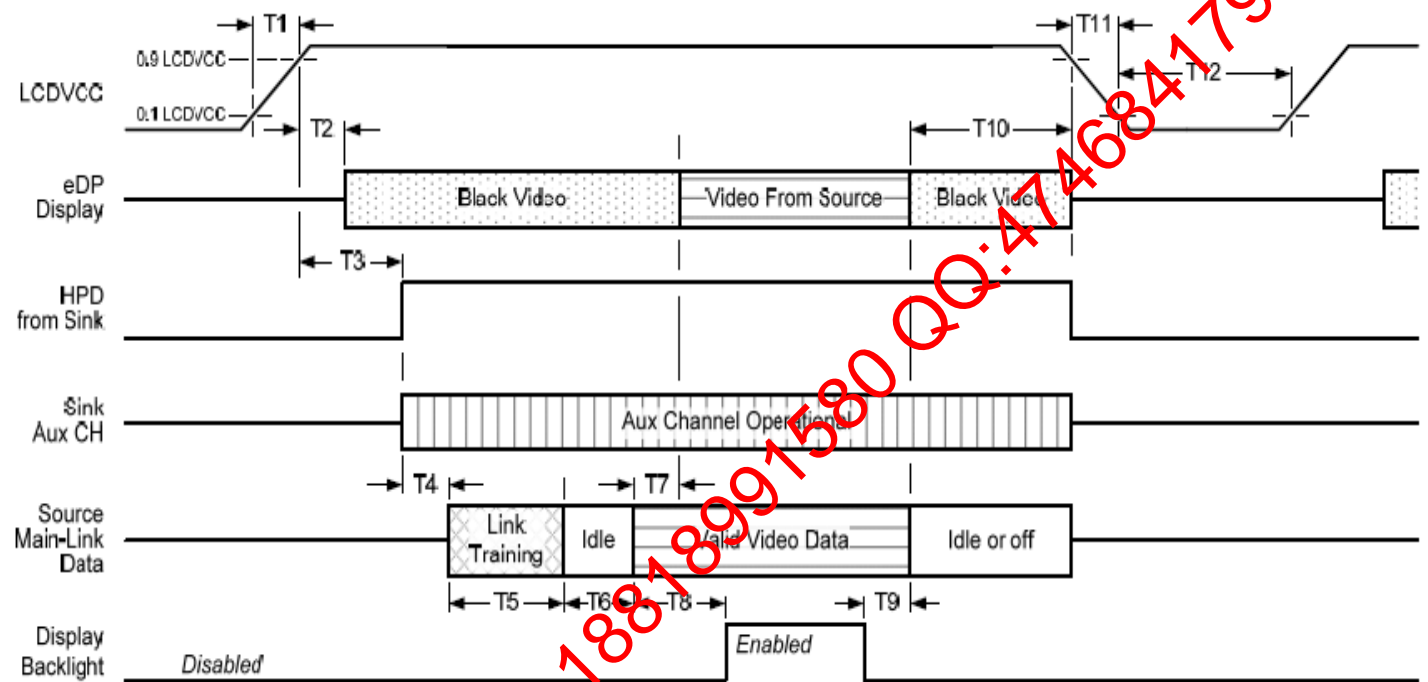 T1
T11
0.9 LCDVCC
T12
LCDVCC
0.1 LCDVCC
T2
T10
eDP
Display
Black Video
Video From Source
Black Video
T3
HPD
from Sink
Sink
Aux CH
Aux Channel Operational
T4
T7
Source
Main-Link
Data
Link
Training
Idle
Valid Video Data
Idle or off
T5
T6
T8
T9
Display
Backlight
Disabled
Enabled
18189991580 QQ:474684179